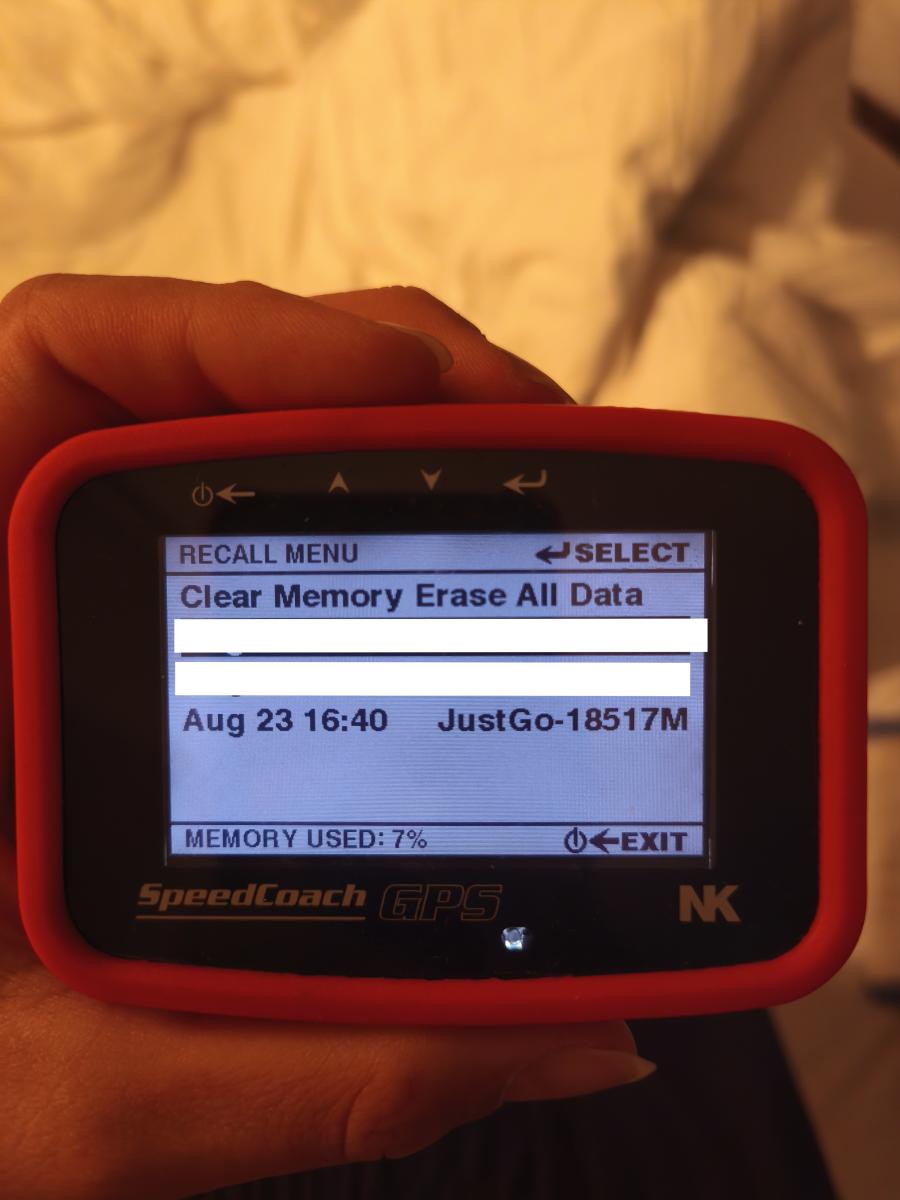 RECALL MENU SELECT
Clear Memory Erase All Data
Aug 23 16:40 JustGo-18517M
MEMORY USED: 7% EXIT
SpeedCoach GPS NK